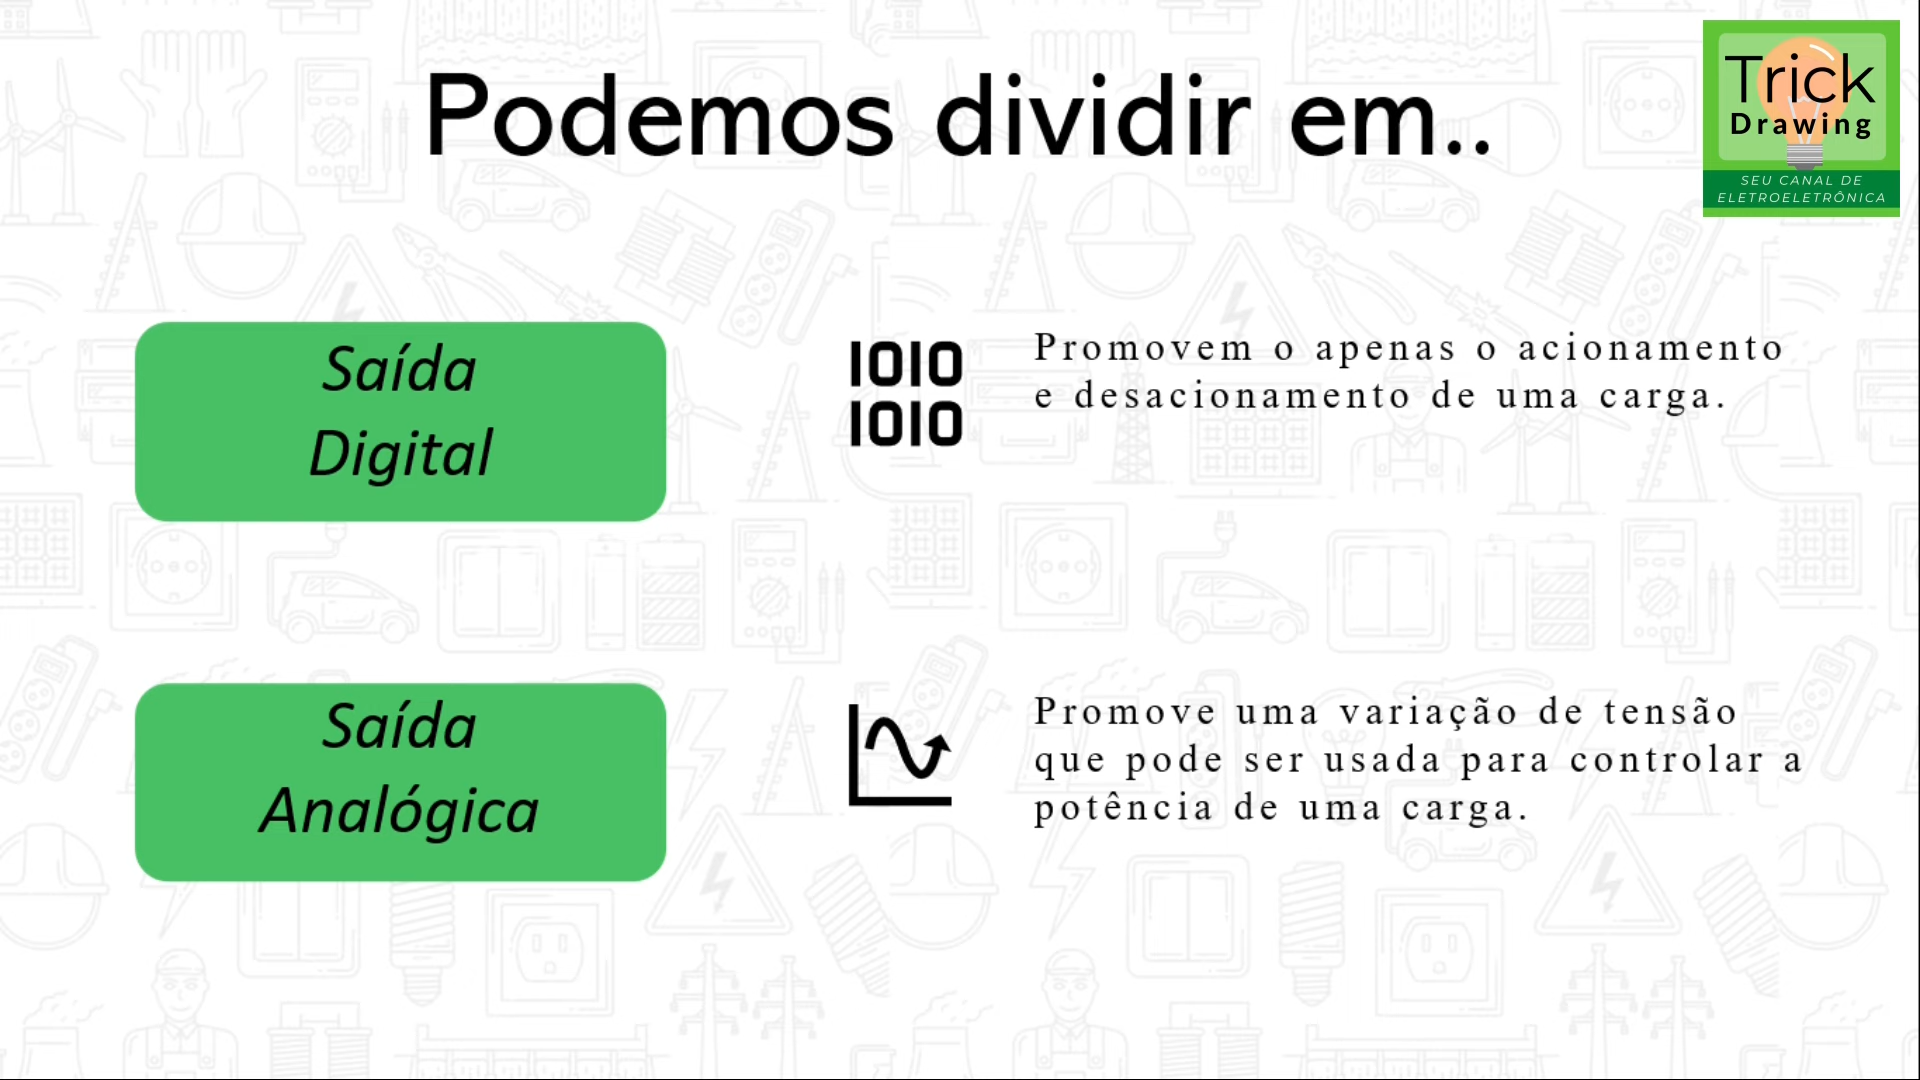 Podemos dividir em..
Trick
Drawing
SEU CANAL DE
ELETROELETRÔNICA
Saída
Digital
1010
1010
Promovem o apenas o acionamento
e desacionamento de uma carga.
Saída
Analógica
Promove uma variação de tensão
que pode ser usada para controlar a
potência de uma carga.